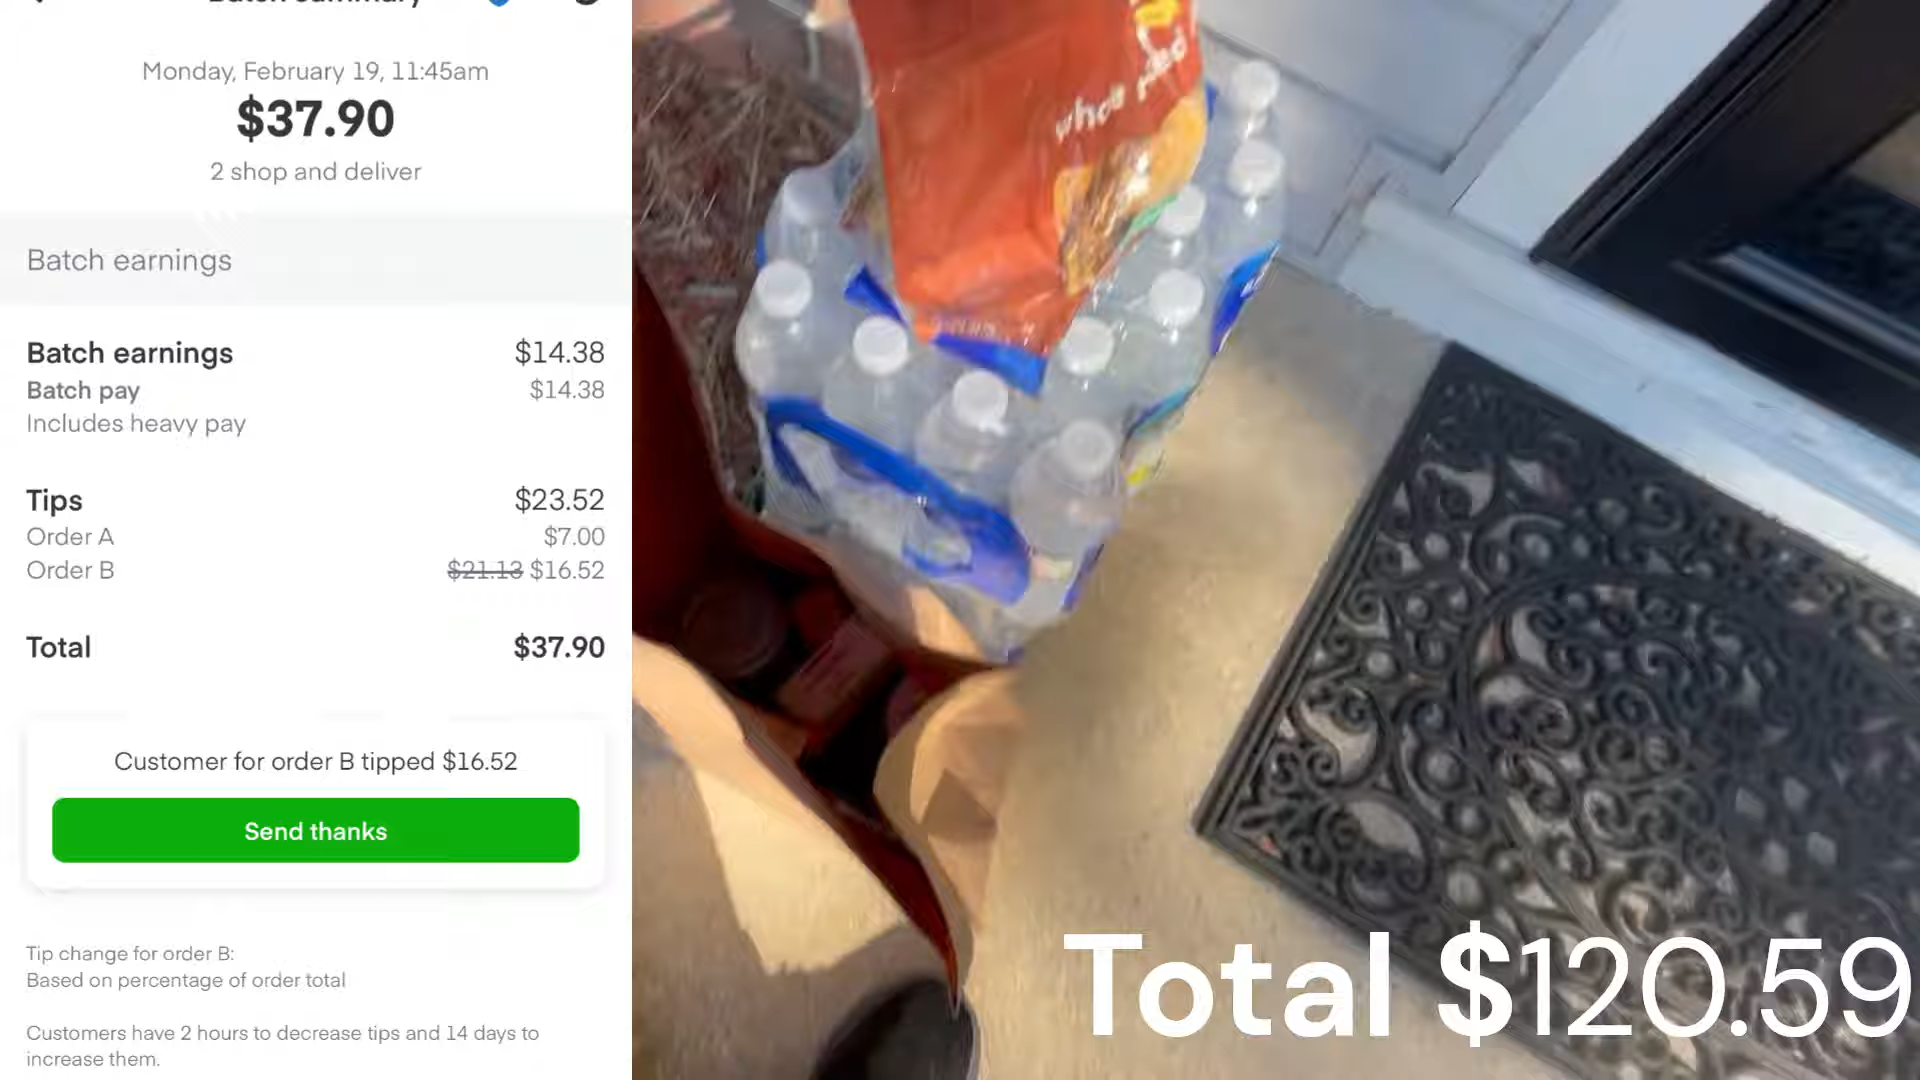 Batch summary
Monday, February 19, 11:45am
$37.90
2 shop and deliver
Batch earnings
Batch earnings $14.38
Batch pay $14.38
Includes heavy pay
Tips $23.52
Order A $7.00
Order B $21.13 $16.52
Total $37.90
Customer for order B tipped $16.52
Send thanks
Tip change for order B:
Based on percentage of order total
Customers have 2 hours to decrease tips and 14 days to
increase them.
Total $120.59